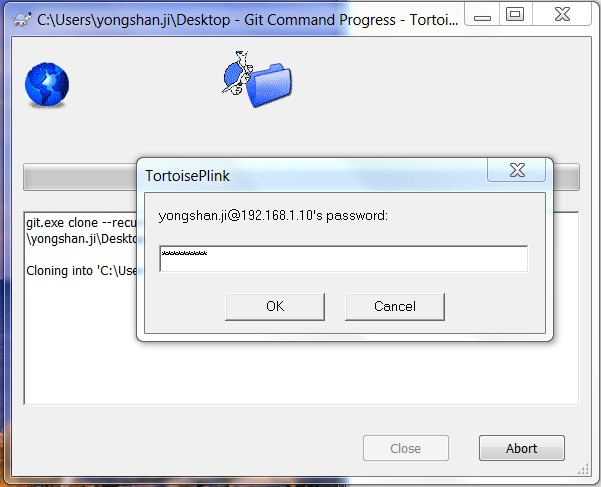 C:\Users\yongshan.ji\Desktop - Git Command Progress - Tortoi...
TortoisePlink
yongshan.ji@192.168.1.10's password:
**********
OK Cancel
git.exe clone --recu
\yongshan.ji\Deskto
Cloning into 'C:\Use
Close Abort